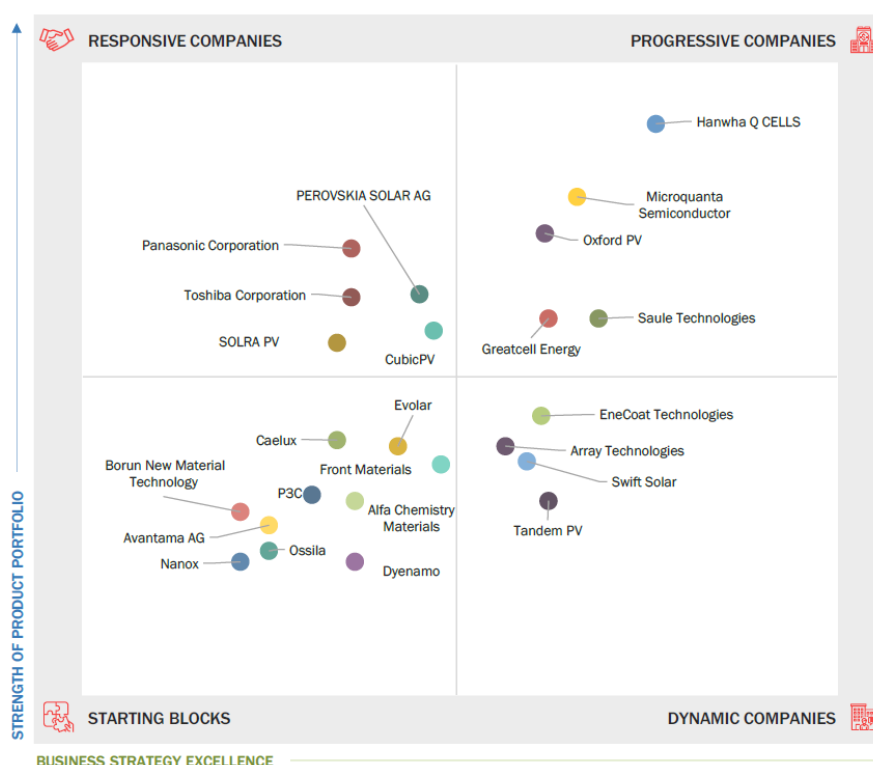 RESPONSIVE COMPANIES
PROGRESSIVE COMPANIES
Hanwha Q CELLS
PEROVSKIA SOLAR AG
Microquanta
Semiconductor
Panasonic Corporation
Oxford PV
Toshiba Corporation
Saule Technologies
SOLRA PV
Greatcell Energy
CubicPV
Evolar
EneCoat Technologies
Caelux
Array Technologies
Borun New Material
Technology
Front Materials
Swift Solar
P3C
Alfa Chemistry
Materials
Tandem PV
Avantama AG
Ossila
Nanox
Dyenamo
STRENGTH OF PRODUCT PORTFOLIO
STARTING BLOCKS
DYNAMIC COMPANIES
BUSINESS STRATEGY EXCELLENCE